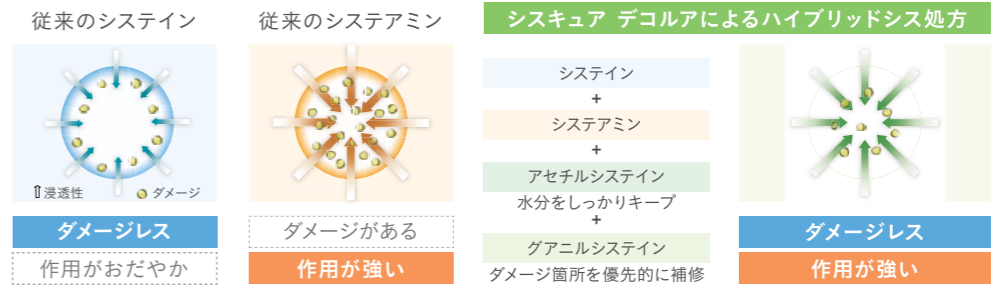 従来のシステイン
⇧浸透性
ダメージ
ダメージレス
作用がおだやか
従来のシステアミン
ダメージがある
作用が強い
シスキュア デコルアによるハイブリッドシス処方
システイン
+
システアミン
+
アセチルシステイン
水分をしっかりキープ
+
グアニルシステイン
ダメージ箇所を優先的に補修
ダメージレス
作用が強い